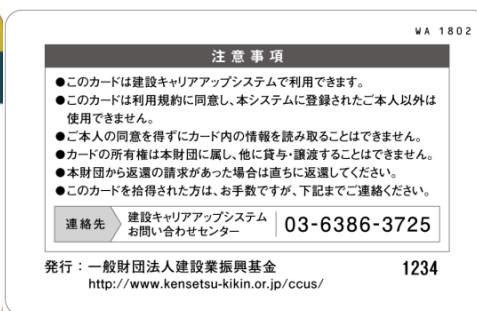 WA 1802
注意事項
●このカードは建設キャリアアップシステムで利用できます。
●このカードは利用規約に同意し、本システムに登録されたご本人以外は
使用できません。
●ご本人の同意を得ずにカード内の情報を読み取ることはできません。
●カードの所有権は本財団に属し、他に貸与・譲渡することはできません。
●本財団から返還の請求があった場合は直ちに返還してください。
●このカードを拾得された方は、お手数ですが、下記までご連絡ください。
連絡先 建設キャリアアップシステム
お問い合わせセンター 03-6386-3725
発行：一般財団法人建設業振興基金 1234
http://www.kensetsu-kikin.or.jp/ccus/